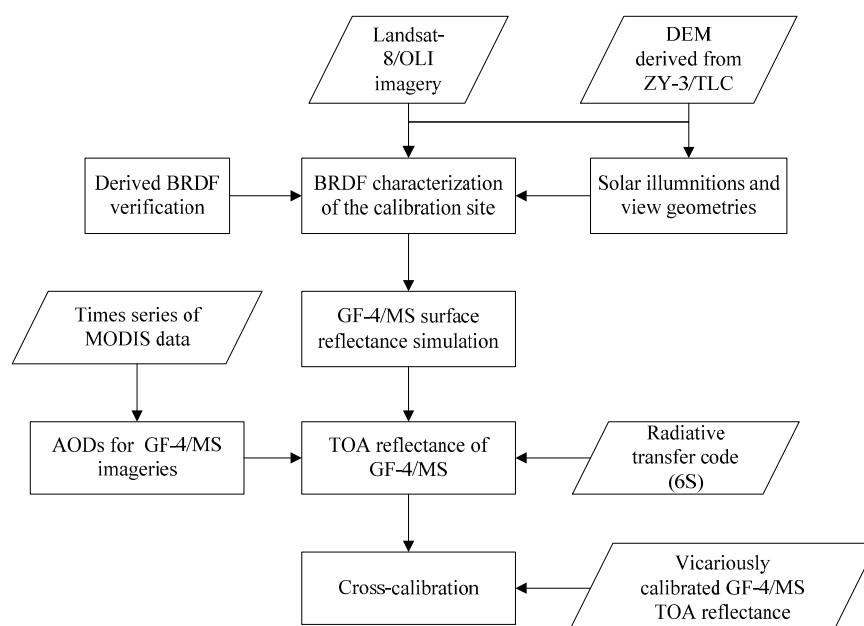 Landsat-
8/OLI
imagery
DEM
derived from
ZY-3/TLC
Derived BRDF
verification
BRDF characterization
of the calibration site
Solar illumnitions and
view geometries
Times series of
MODIS data
GF-4/MS surface
reflectance simulation
AODs for GF-4/MS
imageries
TOA reflectance of
GF-4/MS
Radiative
transfer code
(6S)
Cross-calibration
Vicariously
calibrated GF-4/MS
TOA reflectance